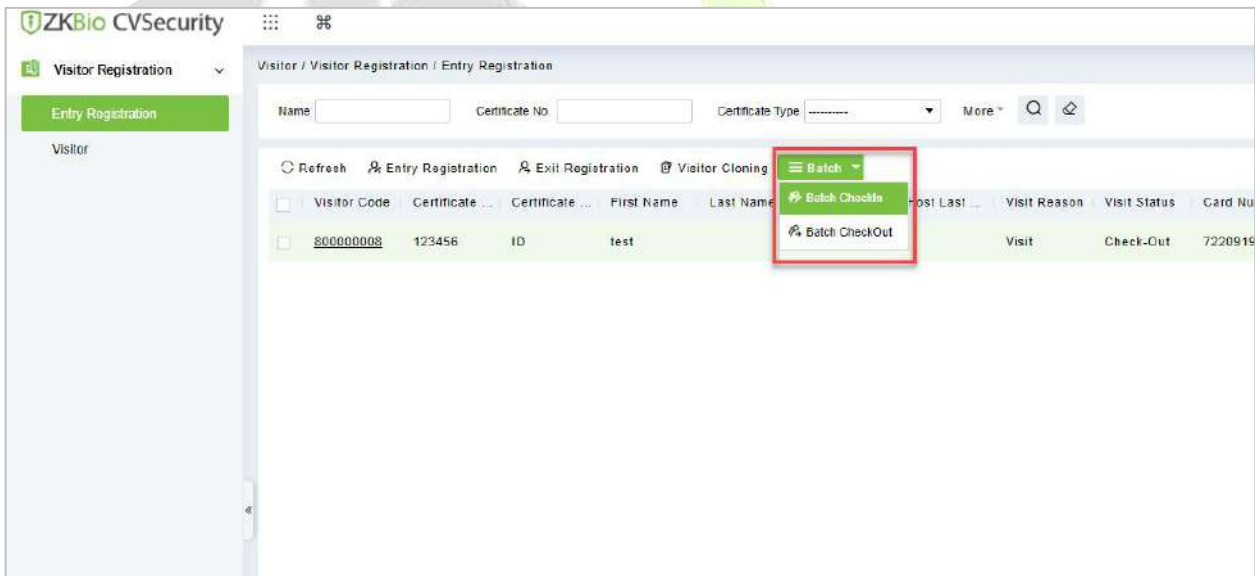 ZKBio CVSecurity
Visitor Registration
Visitor / Visitor Registration / Entry Registration
Entry Registration
Name Certificate No. Certificate Type ---------- More
Visitor
Refresh Entry Registration Exit Registration Visitor Cloning Batch
Batch CheckIn
Visitor Code Certificate ... Certificate ... First Name Last Name Host Last ... Visit Reason Visit Status Card Nu
Batch CheckOut
800000008 123456 ID test Visit Check-Out 7220919